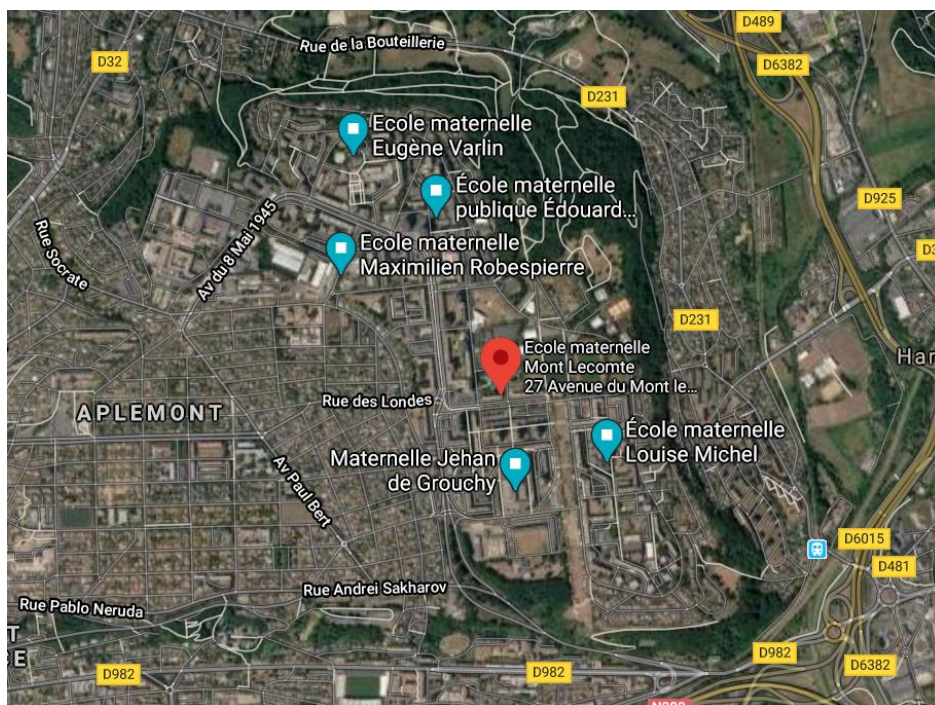 D489
Rue de la Bouteillerie
D32
D6382
D231
Ecole maternelle
Eugène Varlin
École maternelle
publique Édouard...
D925
Rue Socrate
Av du 8 Mai 1945
Ecole maternelle
Maximilien Robespierre
D3
D231
Ecole maternelle
Mont Lecomte
27 Avenue du Mont le...
Har
APLEMONT
Rue des Londes
École maternelle
Louise Michel
Maternelle Jehan
de Grouchy
Av Paul Bert
D6015
D481
Rue Andrei Sakharov
Rue Pablo Neruda
D982
D982
D982
D6382